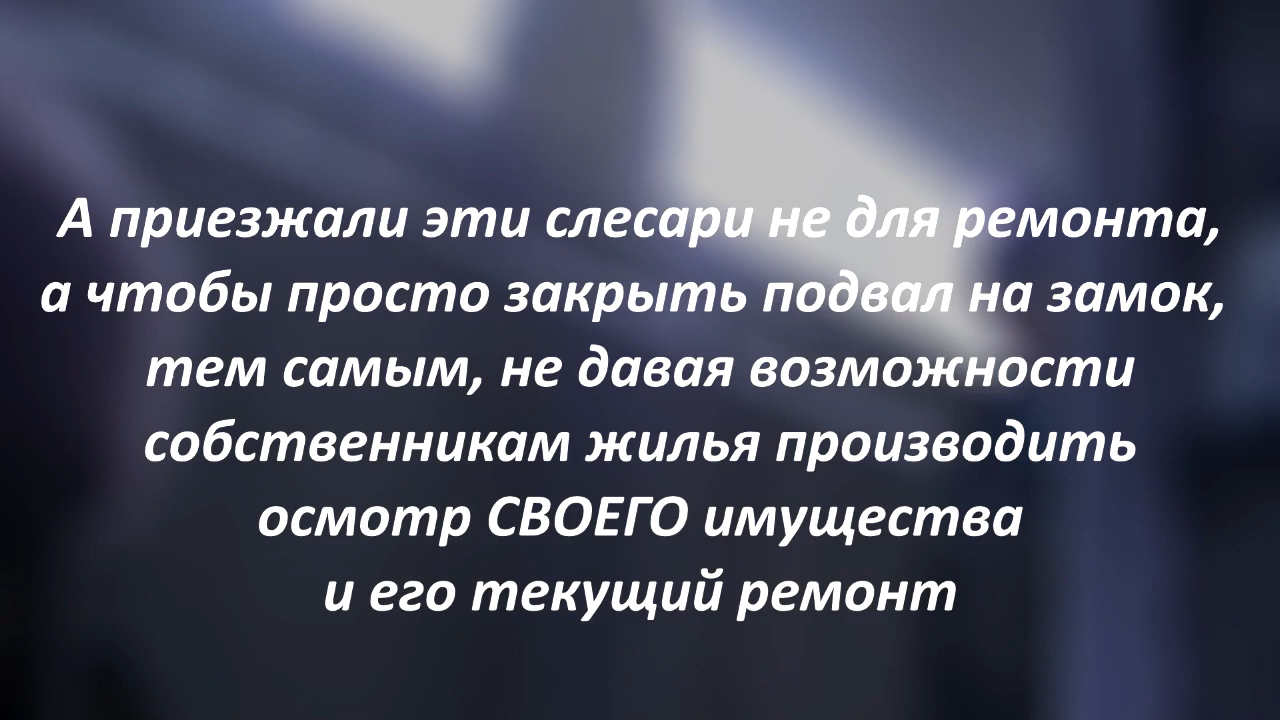 А приезжали эти слесари не для ремонта,
а чтобы просто закрыть подвал на замок,
тем самым, не давая возможности
собственникам жилья производить
осмотр СВОЕГО имущества
и его текущий ремонт